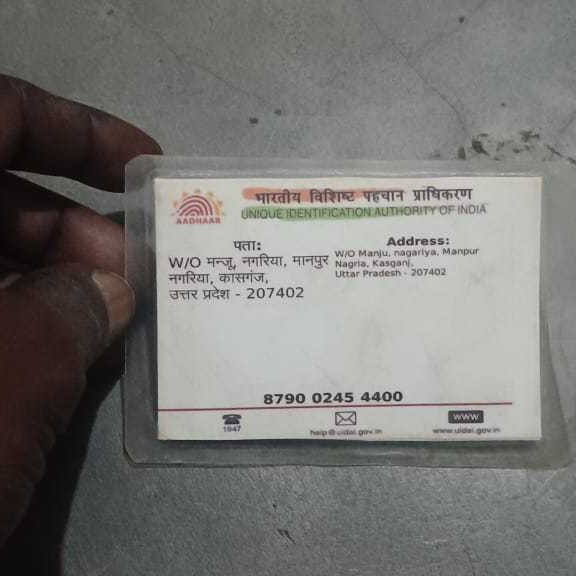 भारतीय विशिष्ट पहचान प्राधिकरण
UNIQUE IDENTIFICATION AUTHORITY OF INDIA
AADHAAR
पता:
W/O मन्जू, नगरिया, मानपुर
नगरिया, कासगंज,
उत्तर प्रदेश - 207402
Address:
W/O Manju, nagariya, Manpur
Nagria, Kasganj,
Uttar Pradesh - 207402
8790 0245 4400
1947
help@uidai.gov.in
www
www.uidai.gov.in